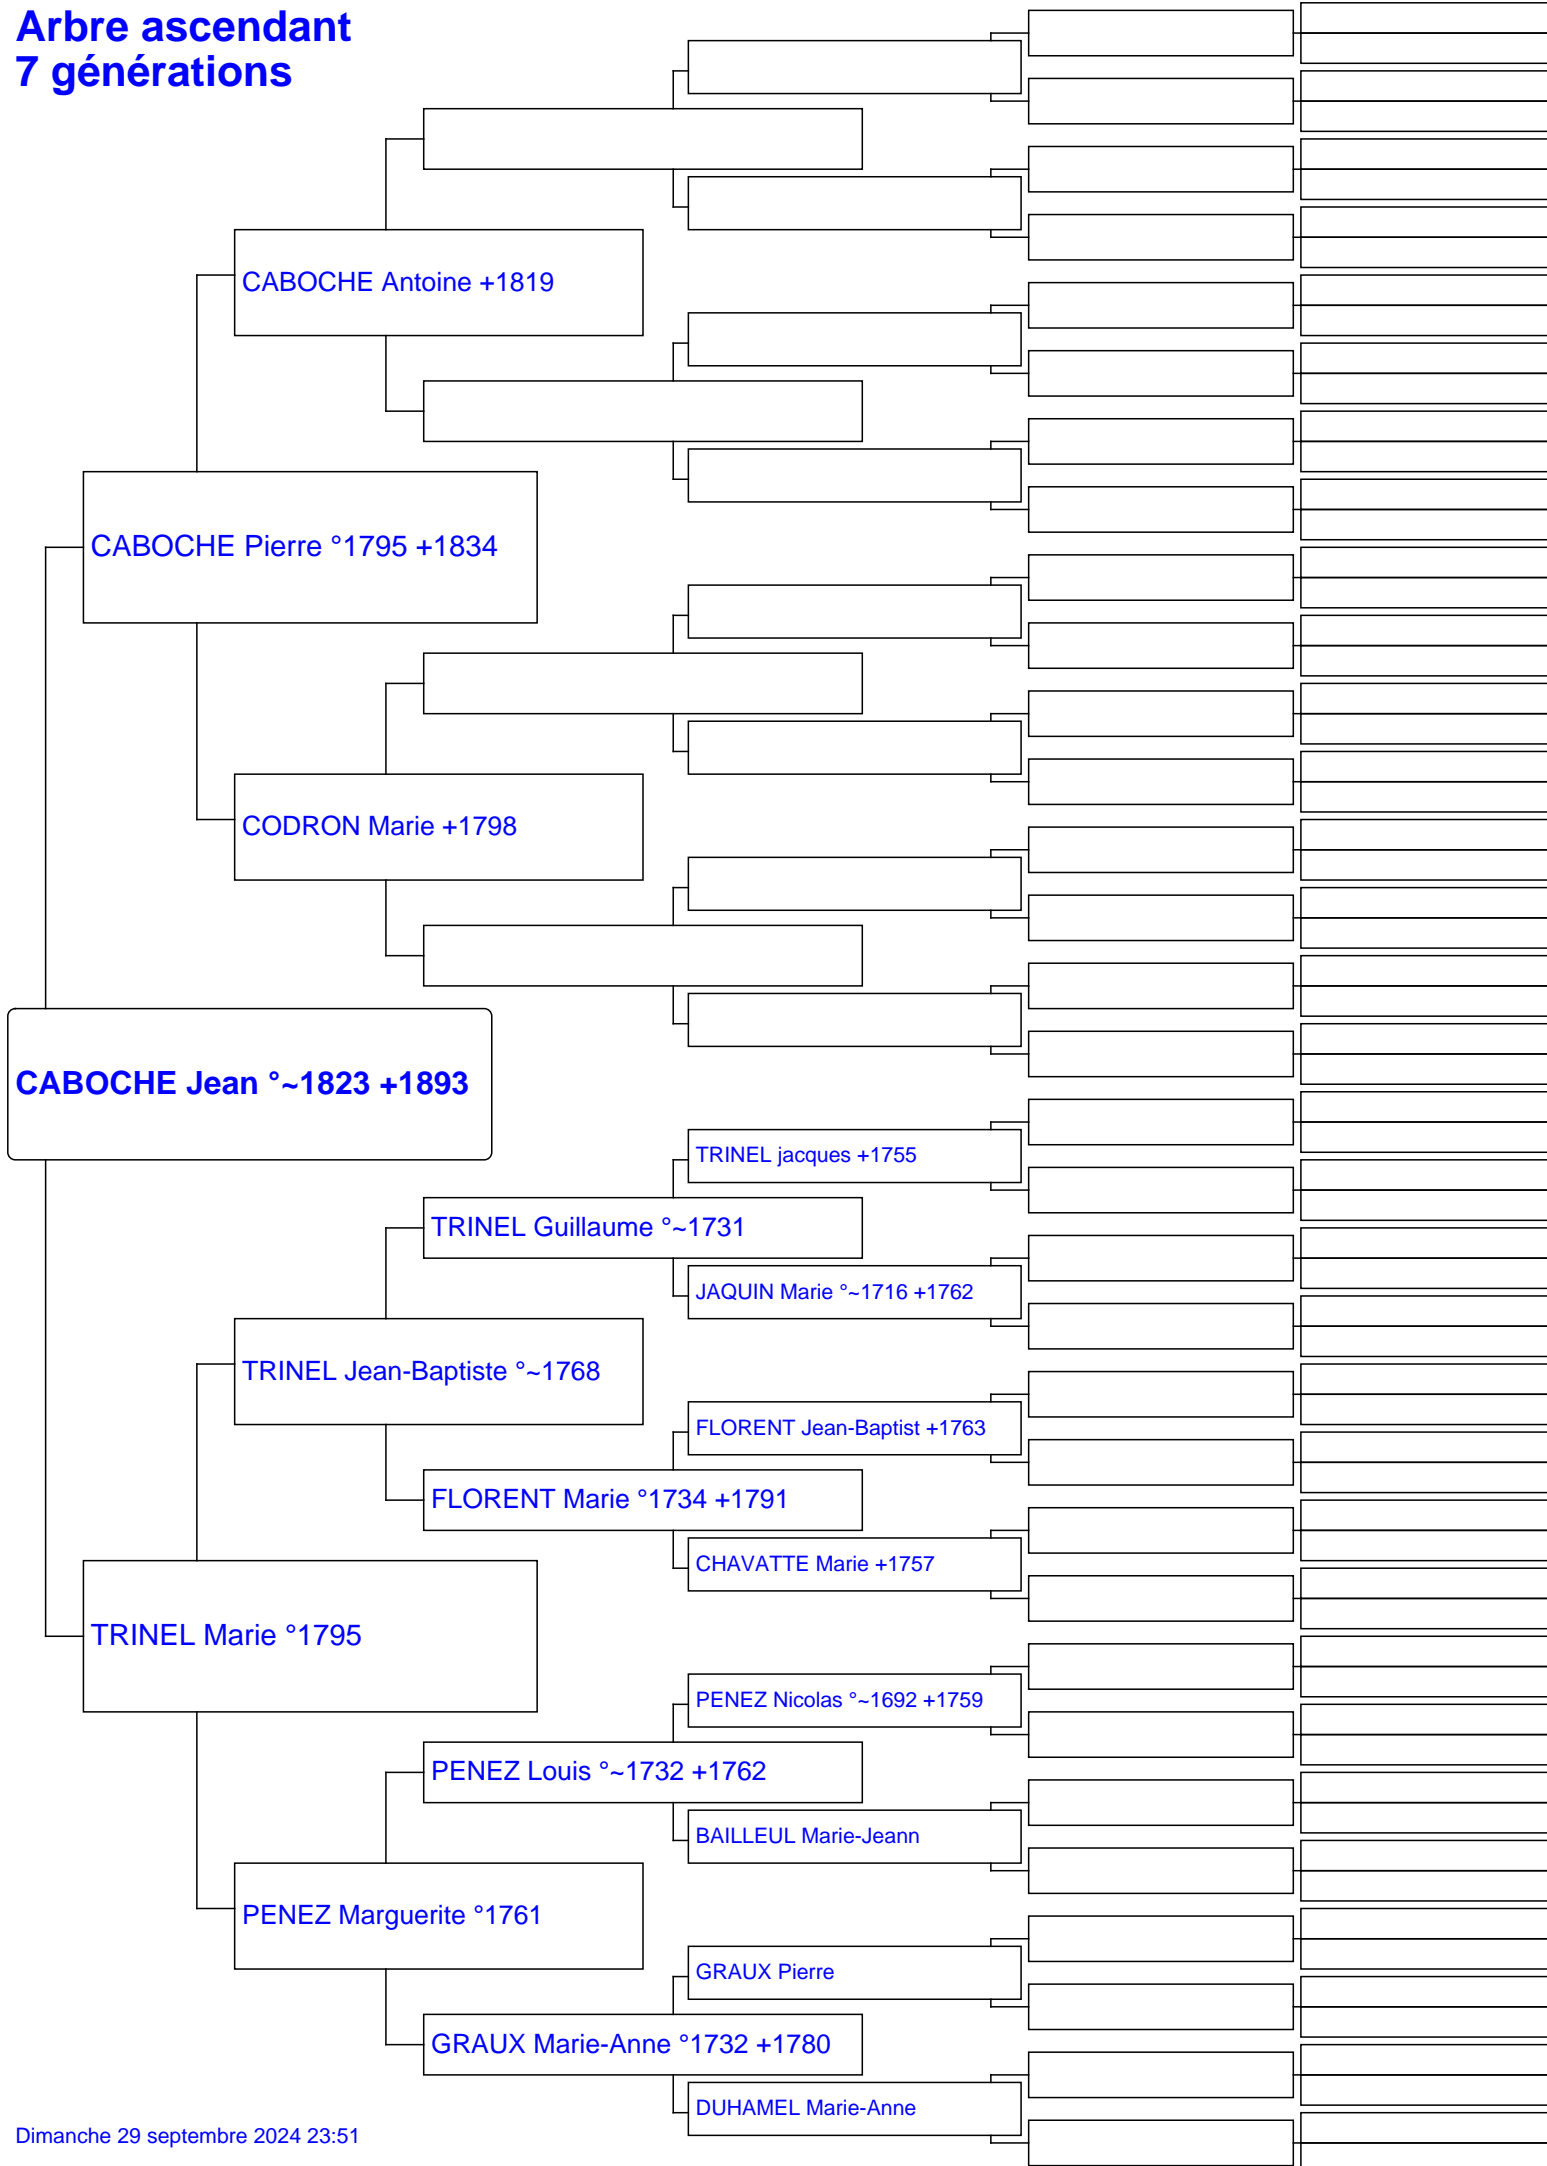 Arbre ascendant
7 générations
CABOCHE Antoine +1819
CABOCHE Pierre °1795 +1834
CODRON Marie +1798
CABOCHE Jean °~1823 +1893
TRINEL jacques +1755
TRINEL Guillaume °~1731
JAQUIN Marie °~1716 +1762
TRINEL Jean-Baptiste °~1768
FLORENT Jean-Baptist +1763
FLORENT Marie °1734 +1791
CHAVATTE Marie +1757
TRINEL Marie °1795
PENEZ Nicolas °~1692 +1759
PENEZ Louis °~1732 +1762
BAILLEUL Marie-Jeann
PENEZ Marguerite °1761
GRAUX Pierre
GRAUX Marie-Anne °1732 +1780
DUHAMEL Marie-Anne
Dimanche 29 septembre 2024 23:51